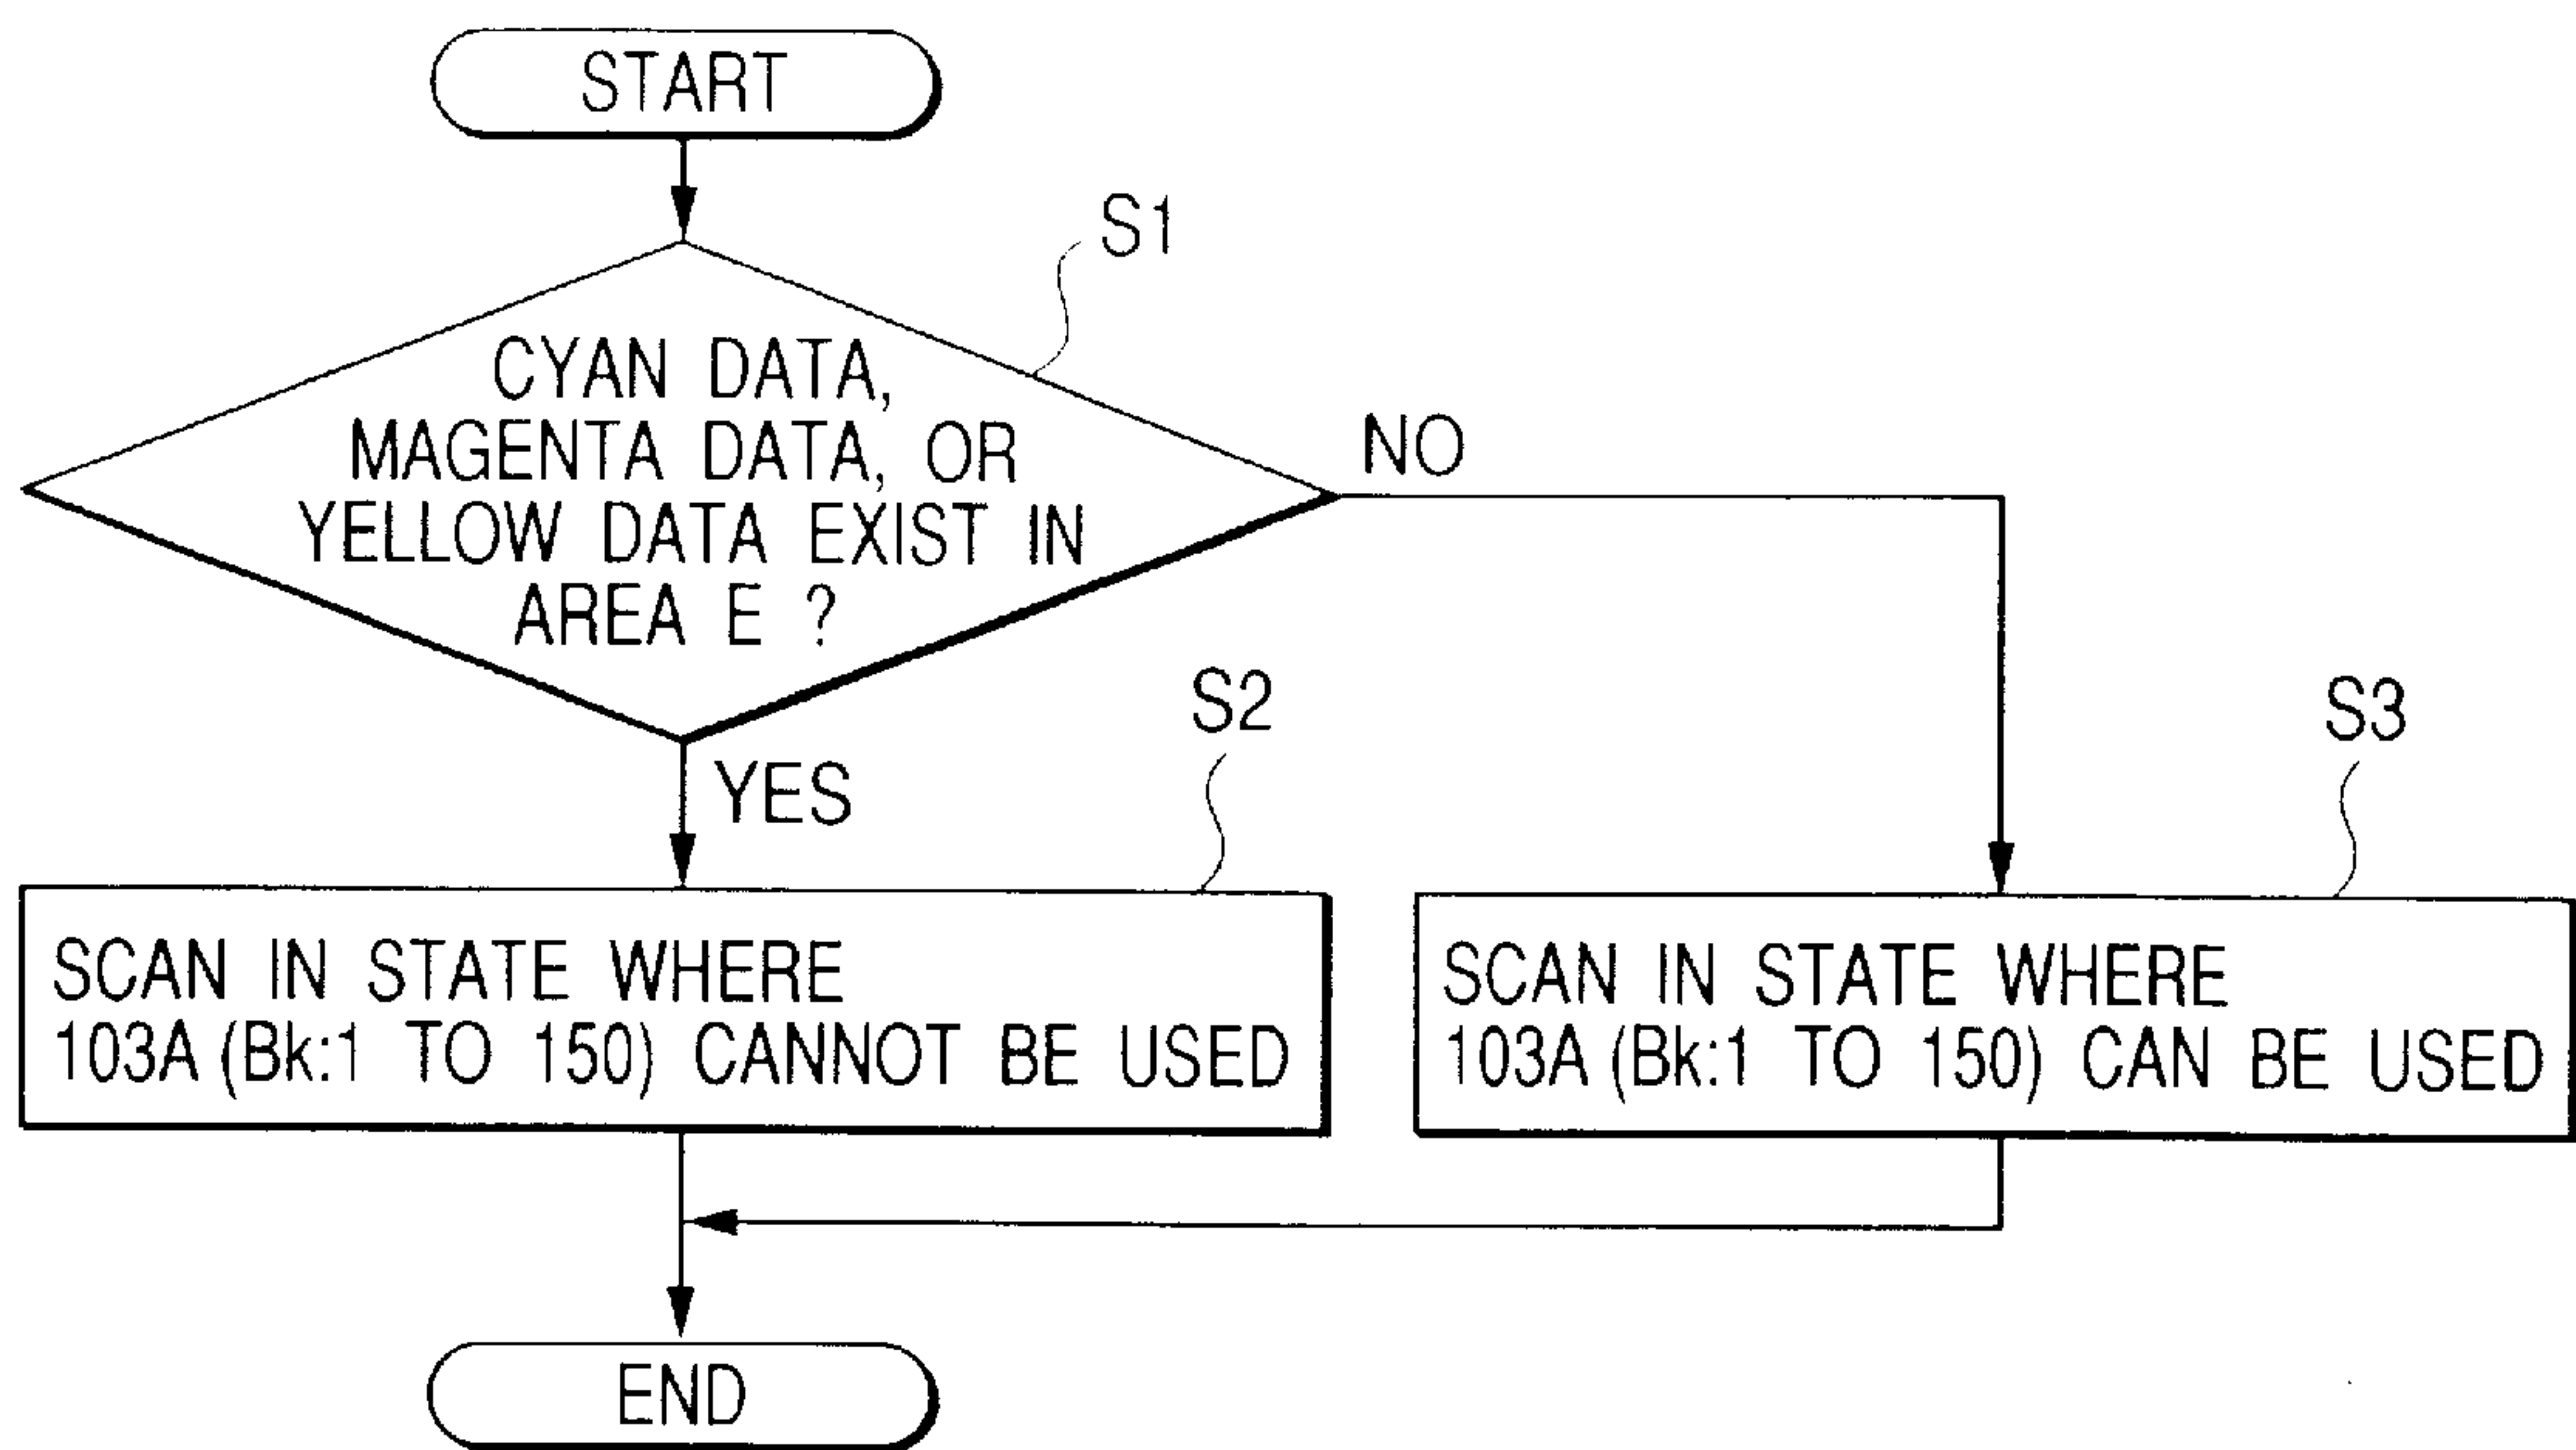 START
S1
CYAN DATA,
MAGENTA DATA, OR
YELLOW DATA EXIST IN
AREA E ?
NO
YES
S2
SCAN IN STATE WHERE
103A (Bk:1 TO 150) CANNOT BE USED
S3
SCAN IN STATE WHERE
103A (Bk:1 TO 150) CAN BE USED
END